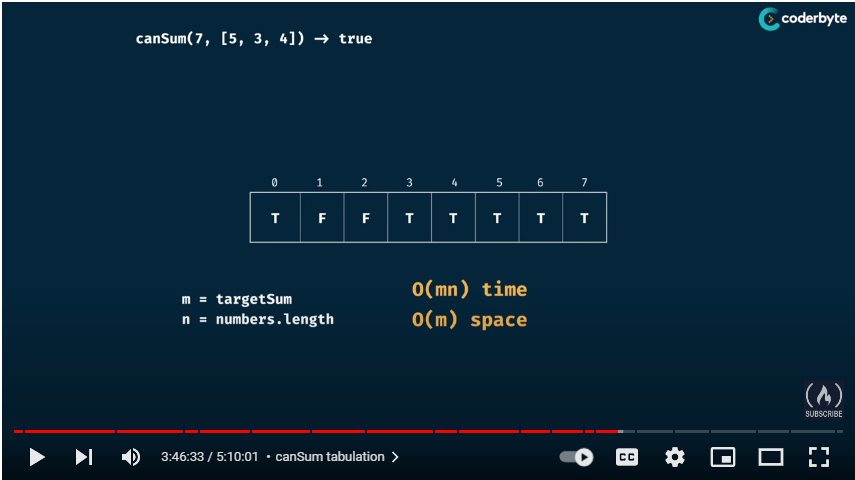 coderbyte
canSum(7, [5, 3, 4]) → true
0 1 2 3 4 5 6 7
T F F T T T T T
m = targetSum
n = numbers.length
O(mn) time
O(m) space
SUBSCRIBE
3:46:33 / 5:10:01 • canSum tabulation >
CC